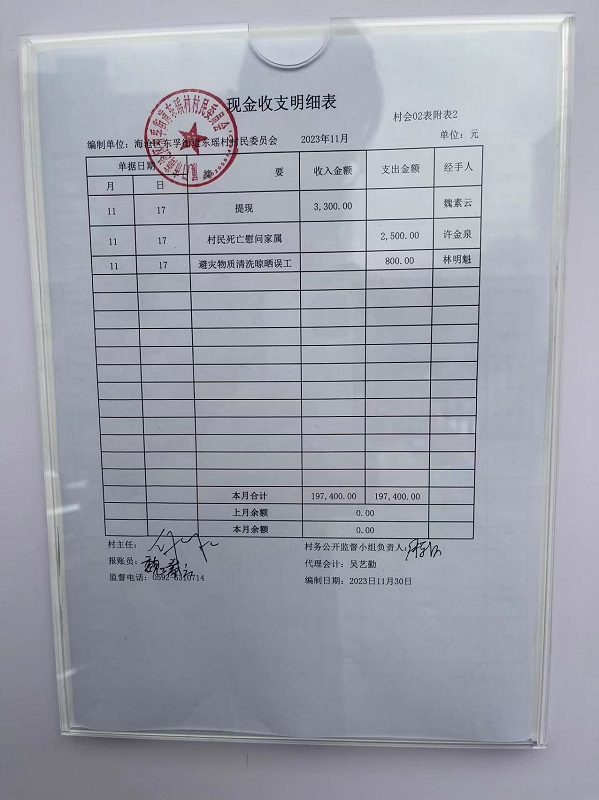 现金收支明细表
村会02表附表2
编制单位：海沧区东孚街道东瑶村村民委员会 2023年11月 单位：元
单据日期 摘 要 收入金额 支出金额 经手人
月 日
11 17 提现 3,300.00 魏素云
11 17 村民死亡慰问家属 2,500.00 许金泉
11 17 避灾物质清洗晾晒误工 800.00 林明魁
本月合计 197,400.00 197,400.00
上月余额 0.00
本月余额 0.00
村主任： 村务公开监督小组负责人：
报账员： 代理会计：吴艺勤
监督电话：0592-6310714 编制日期：2023日11月30日